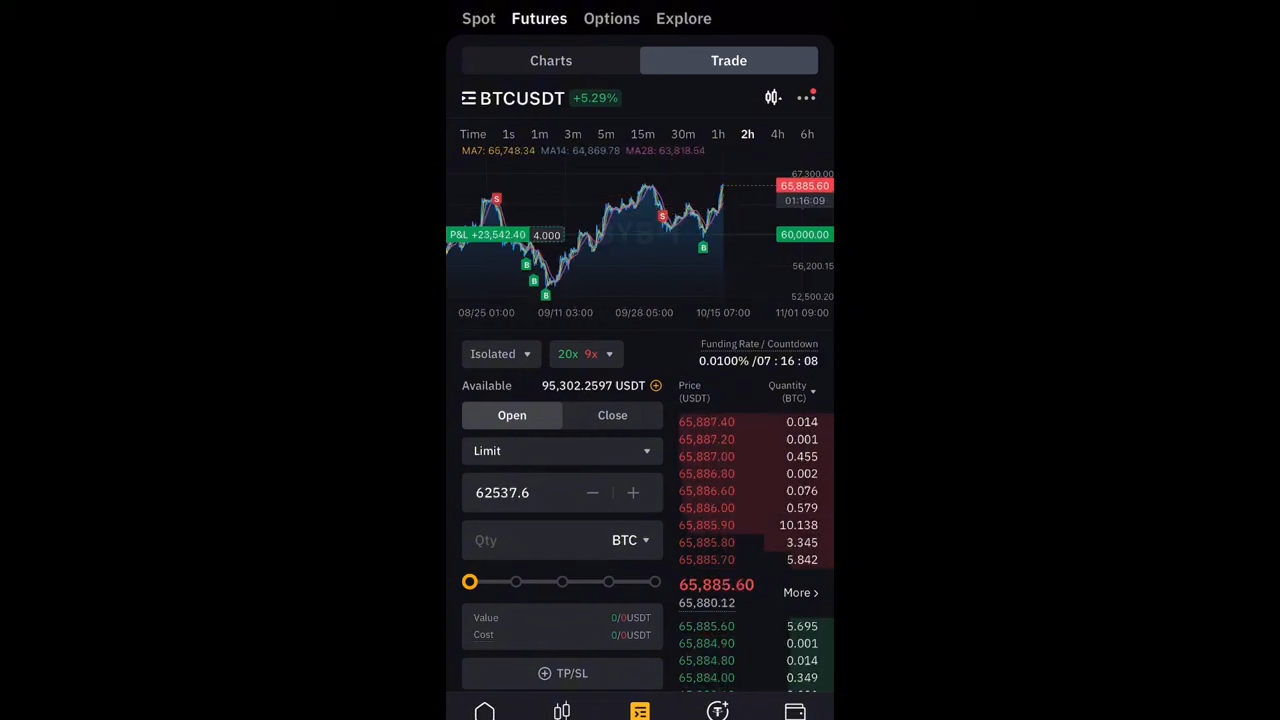 Spot Futures Options Explore
Charts Trade
BTCUSDT +5.29%
Time 1s 1m 3m 5m 15m 30m 1h 2h 4h 6h
MA7: 65,748.34 MA14: 64,869.78 MA28: 63,818.54
67,300.00
65,885.60
01:16:09
S
S
P&L +23,542.40 4.000 60,000.00
B
B
56,200.15
B
B
52,500.20
08/25 01:00 09/11 03:00 09/28 05:00 10/15 07:00 11/01 09:00
Isolated 20x 9x
Funding Rate / Countdown
0.0100% /07 : 16 : 08
Available 95,302.2597 USDT
Open Close
Limit
62537.6
Qty BTC
Value 0/0USDT
Cost 0/0USDT
TP/SL
Price Quantity
(USDT) (BTC)
65,887.40 0.014
65,887.20 0.001
65,887.00 0.455
65,886.80 0.002
65,886.60 0.076
65,886.00 0.579
65,885.90 10.138
65,885.80 3.345
65,885.70 5.842
65,885.60
65,880.12 More
65,885.60 5.695
65,884.90 0.001
65,884.80 0.014
65,884.00 0.349